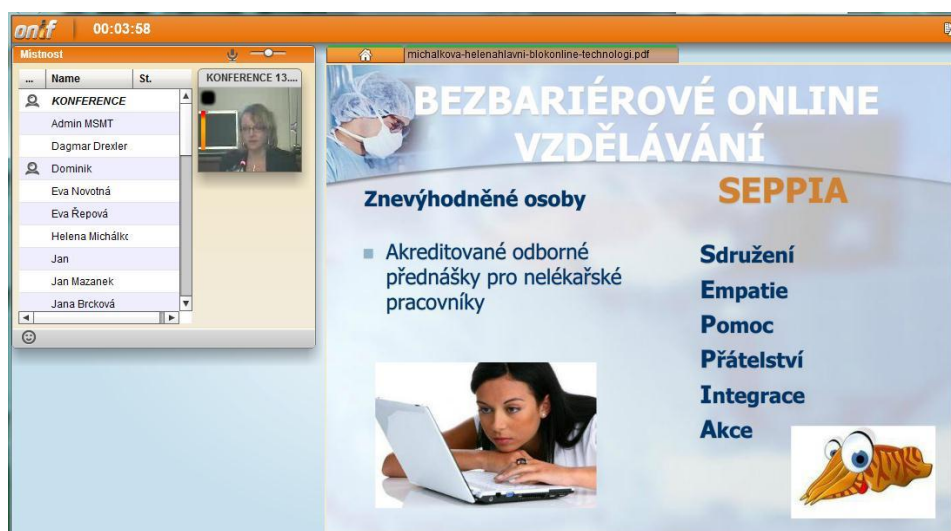 onif
00:03:58
Místnost
... Name St.
KONFERENCE
Admin MSMT
Dagmar Drexler
Dominik
Eva Novotná
Eva Řepová
Helena Michálkc
Jan
Jan Mazanek
Jana Brcková
KONFERENCE 13....
michalkova-helenahlavni-blokonline-technologi.pdf
BEZBARIÉROVÉ ONLINE
VZDĚLÁVÁNÍ
Znevýhodněné osoby
Akreditované odborné
přednášky pro nelékařské
pracovníky
SEPPIA
Sdružení
Empatie
Pomoc
Přátelství
Integrace
Akce